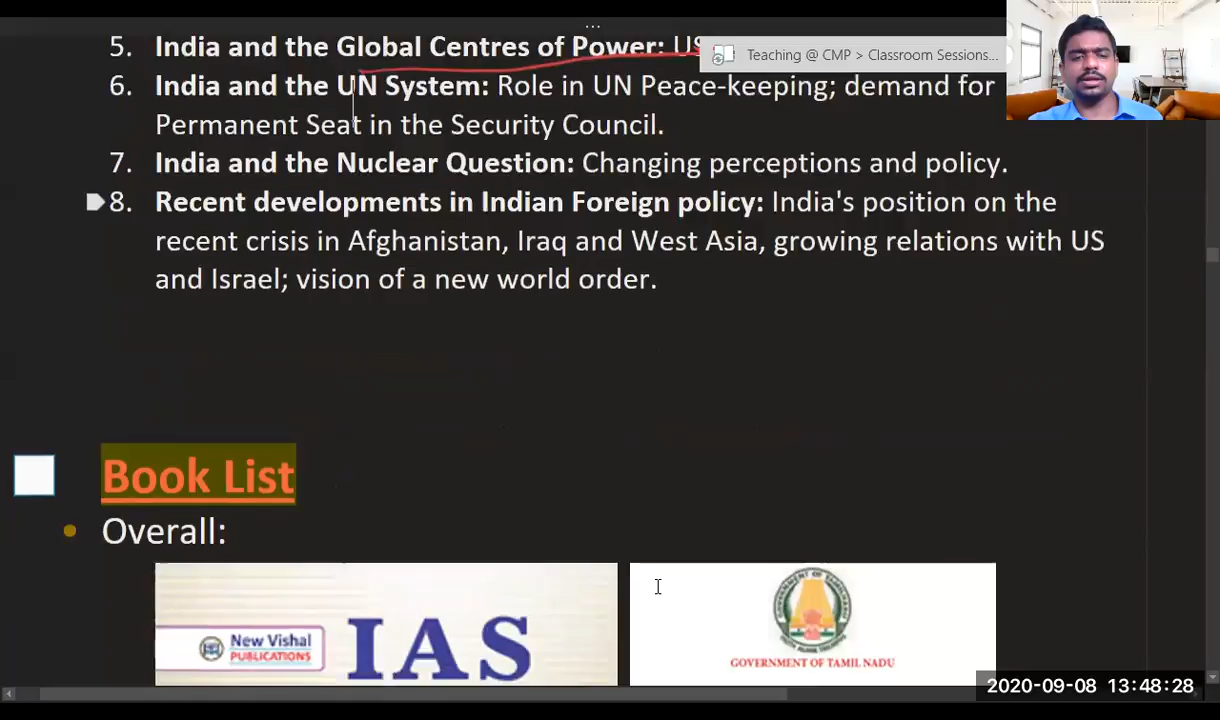 ...
5. India and the Global Centres of Power: US
Teaching @ CMP > Classroom Sessions...
6. India and the UN System: Role in UN Peace-keeping; demand for
Permanent Seat in the Security Council.
7. India and the Nuclear Question: Changing perceptions and policy.
8. Recent developments in Indian Foreign policy: India's position on the
recent crisis in Afghanistan, Iraq and West Asia, growing relations with US
and Israel; vision of a new world order.
Book List
• Overall:
New Vishal
PUBLICATIONS
IAS
GOVERNMENT OF TAMIL NADU
2020-09-08 13:48:28